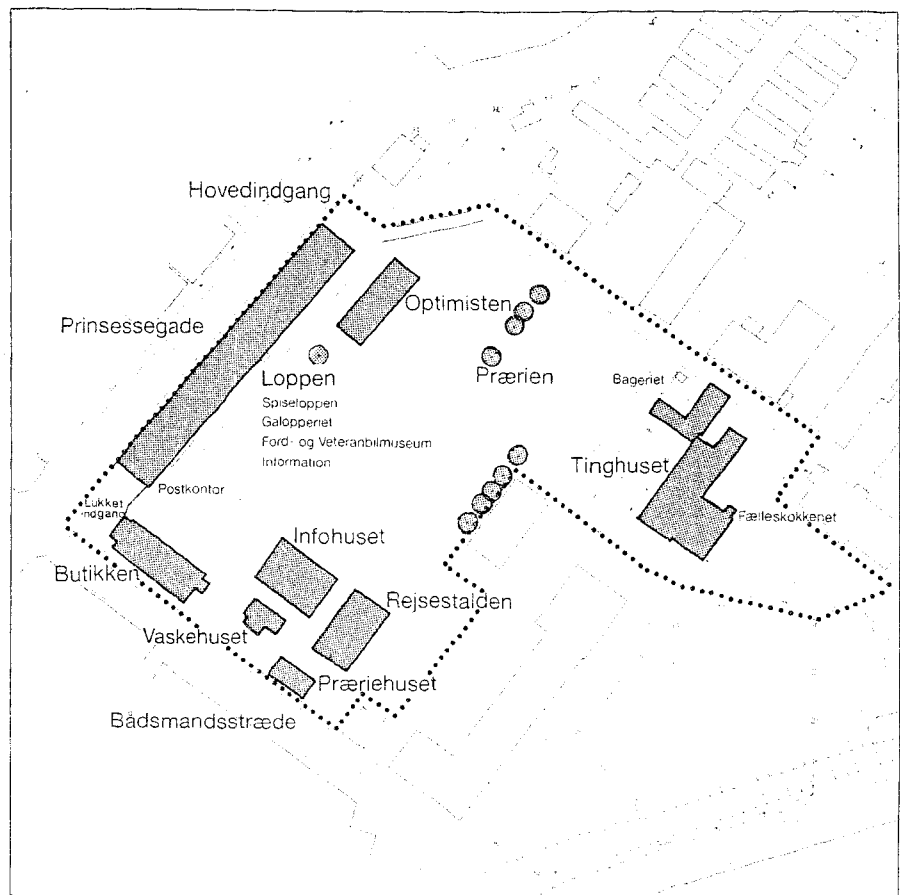 Hovedindgang
Optimisten
Prinsessegade
Loppen
Spiseloppen
Galopperiet
Ford- og Veteranbilmuseum
Information
Prærien
Bageriet
Tinghuset
Postkontor
Lukket
indgang
Fælleskøkkenet
Infohuset
Butikken
Rejsestalden
Vaskehuset
Præriehuset
Bådsmandsstræde